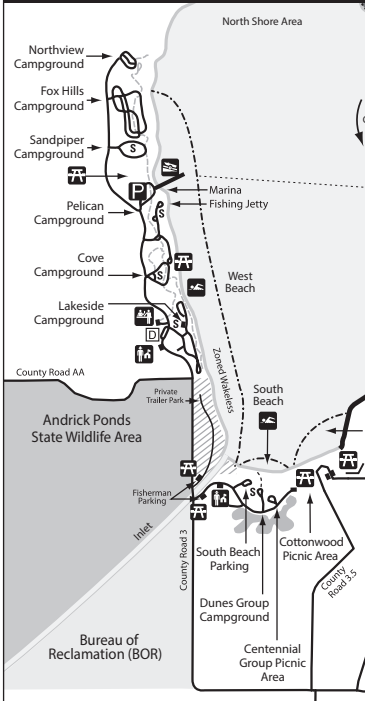 North Shore Area
Northview
Campground
Fox Hills
Campground
Sandpiper
Campground
S
P
Marina
Fishing Jetty
Pelican
Campground
S
Cove
Campground
S
West
Beach
Lakeside
Campground
S
D
Zoned Wakeless
County Road AA
Private
Trailer Park
South
Beach
Andrick Ponds
State Wildlife Area
Fisherman
Parking
S
Inlet
County Road 3
South Beach
Parking
Cottonwood
Picnic Area
County
Road 3.5
Dunes Group
Campground
Bureau of
Reclamation (BOR)
Centennial
Group Picnic
Area